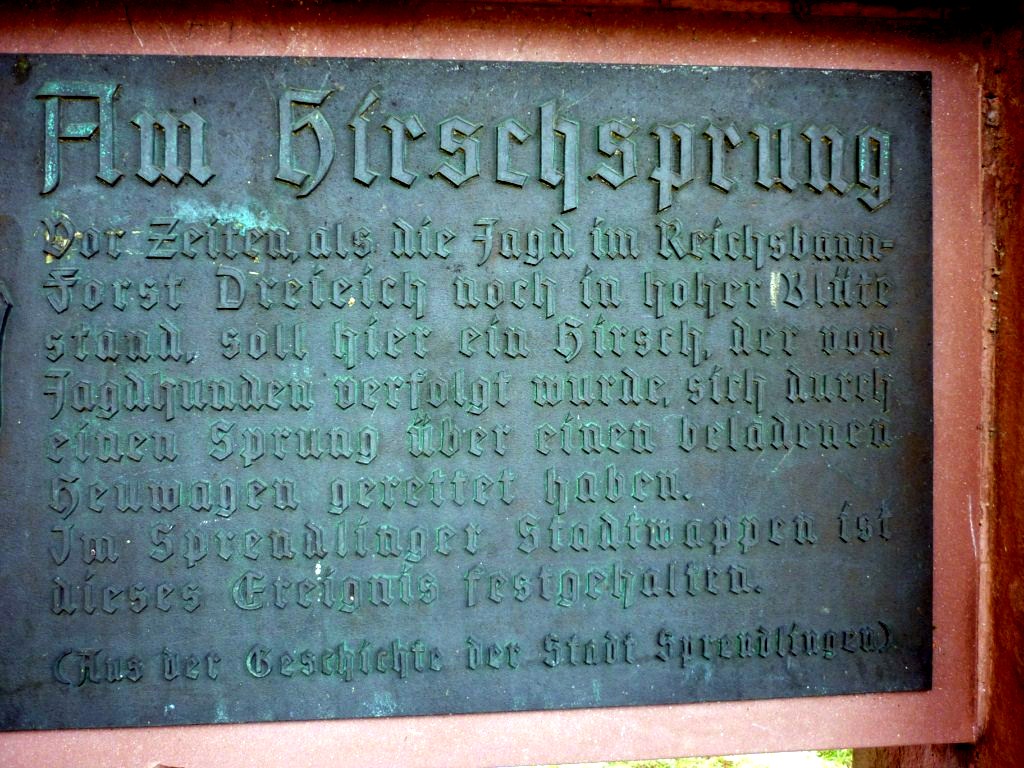 Am Hirschsprung
Vor Zeiten, als die Jagd im Reichsbann-
Forst Dreieich noch in hoher Blüte
stand, soll hier ein Hirsch, der von
Jagdhunden verfolgt wurde, sich durch
einen Sprung über einen beladenen
Heuwagen gerettet haben.
Im Sprendlinger Stadtwappen ist
dieses Ereignis festgehalten.
(Aus der Geschichte der Stadt Sprendlingen)